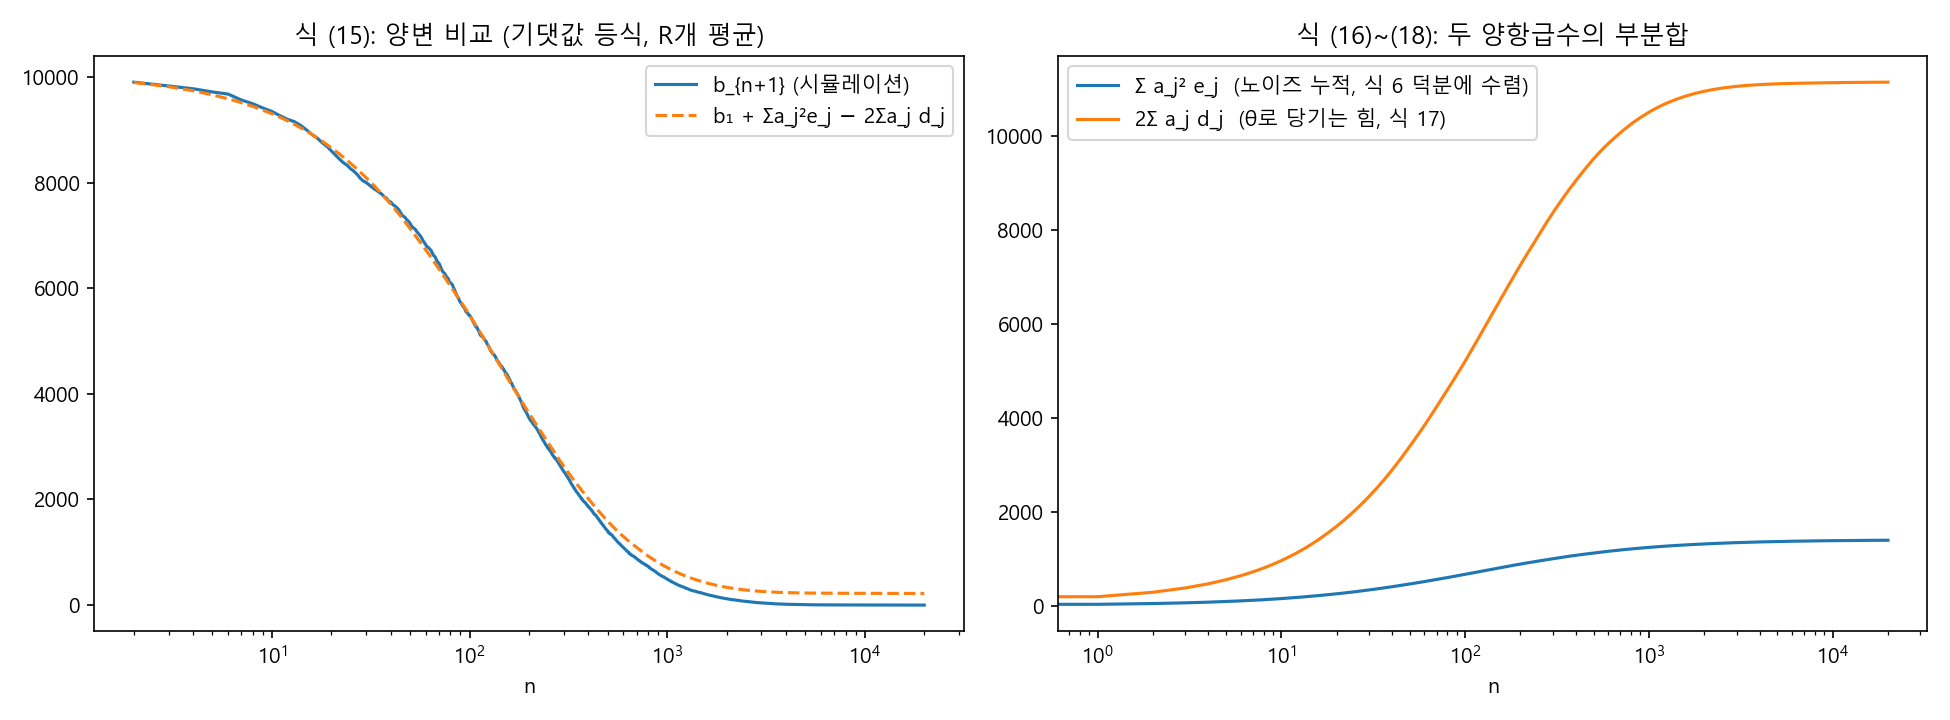 식 (15): 양변 비교 (기댓값 등식, R개 평균)
b_{n+1} (시뮬레이션)
b₁ + Σa_j²e_j − 2Σa_j d_j
10000
8000
6000
4000
2000
0
10¹
10²
10³
10⁴
n
식 (16)~(18): 두 양항급수의 부분합
Σ a_j² e_j (노이즈 누적, 식 6 덕분에 수렴)
2Σ a_j d_j (θ로 당기는 힘, 식 17)
10000
8000
6000
4000
2000
0
10⁰
10¹
10²
10³
10⁴
n